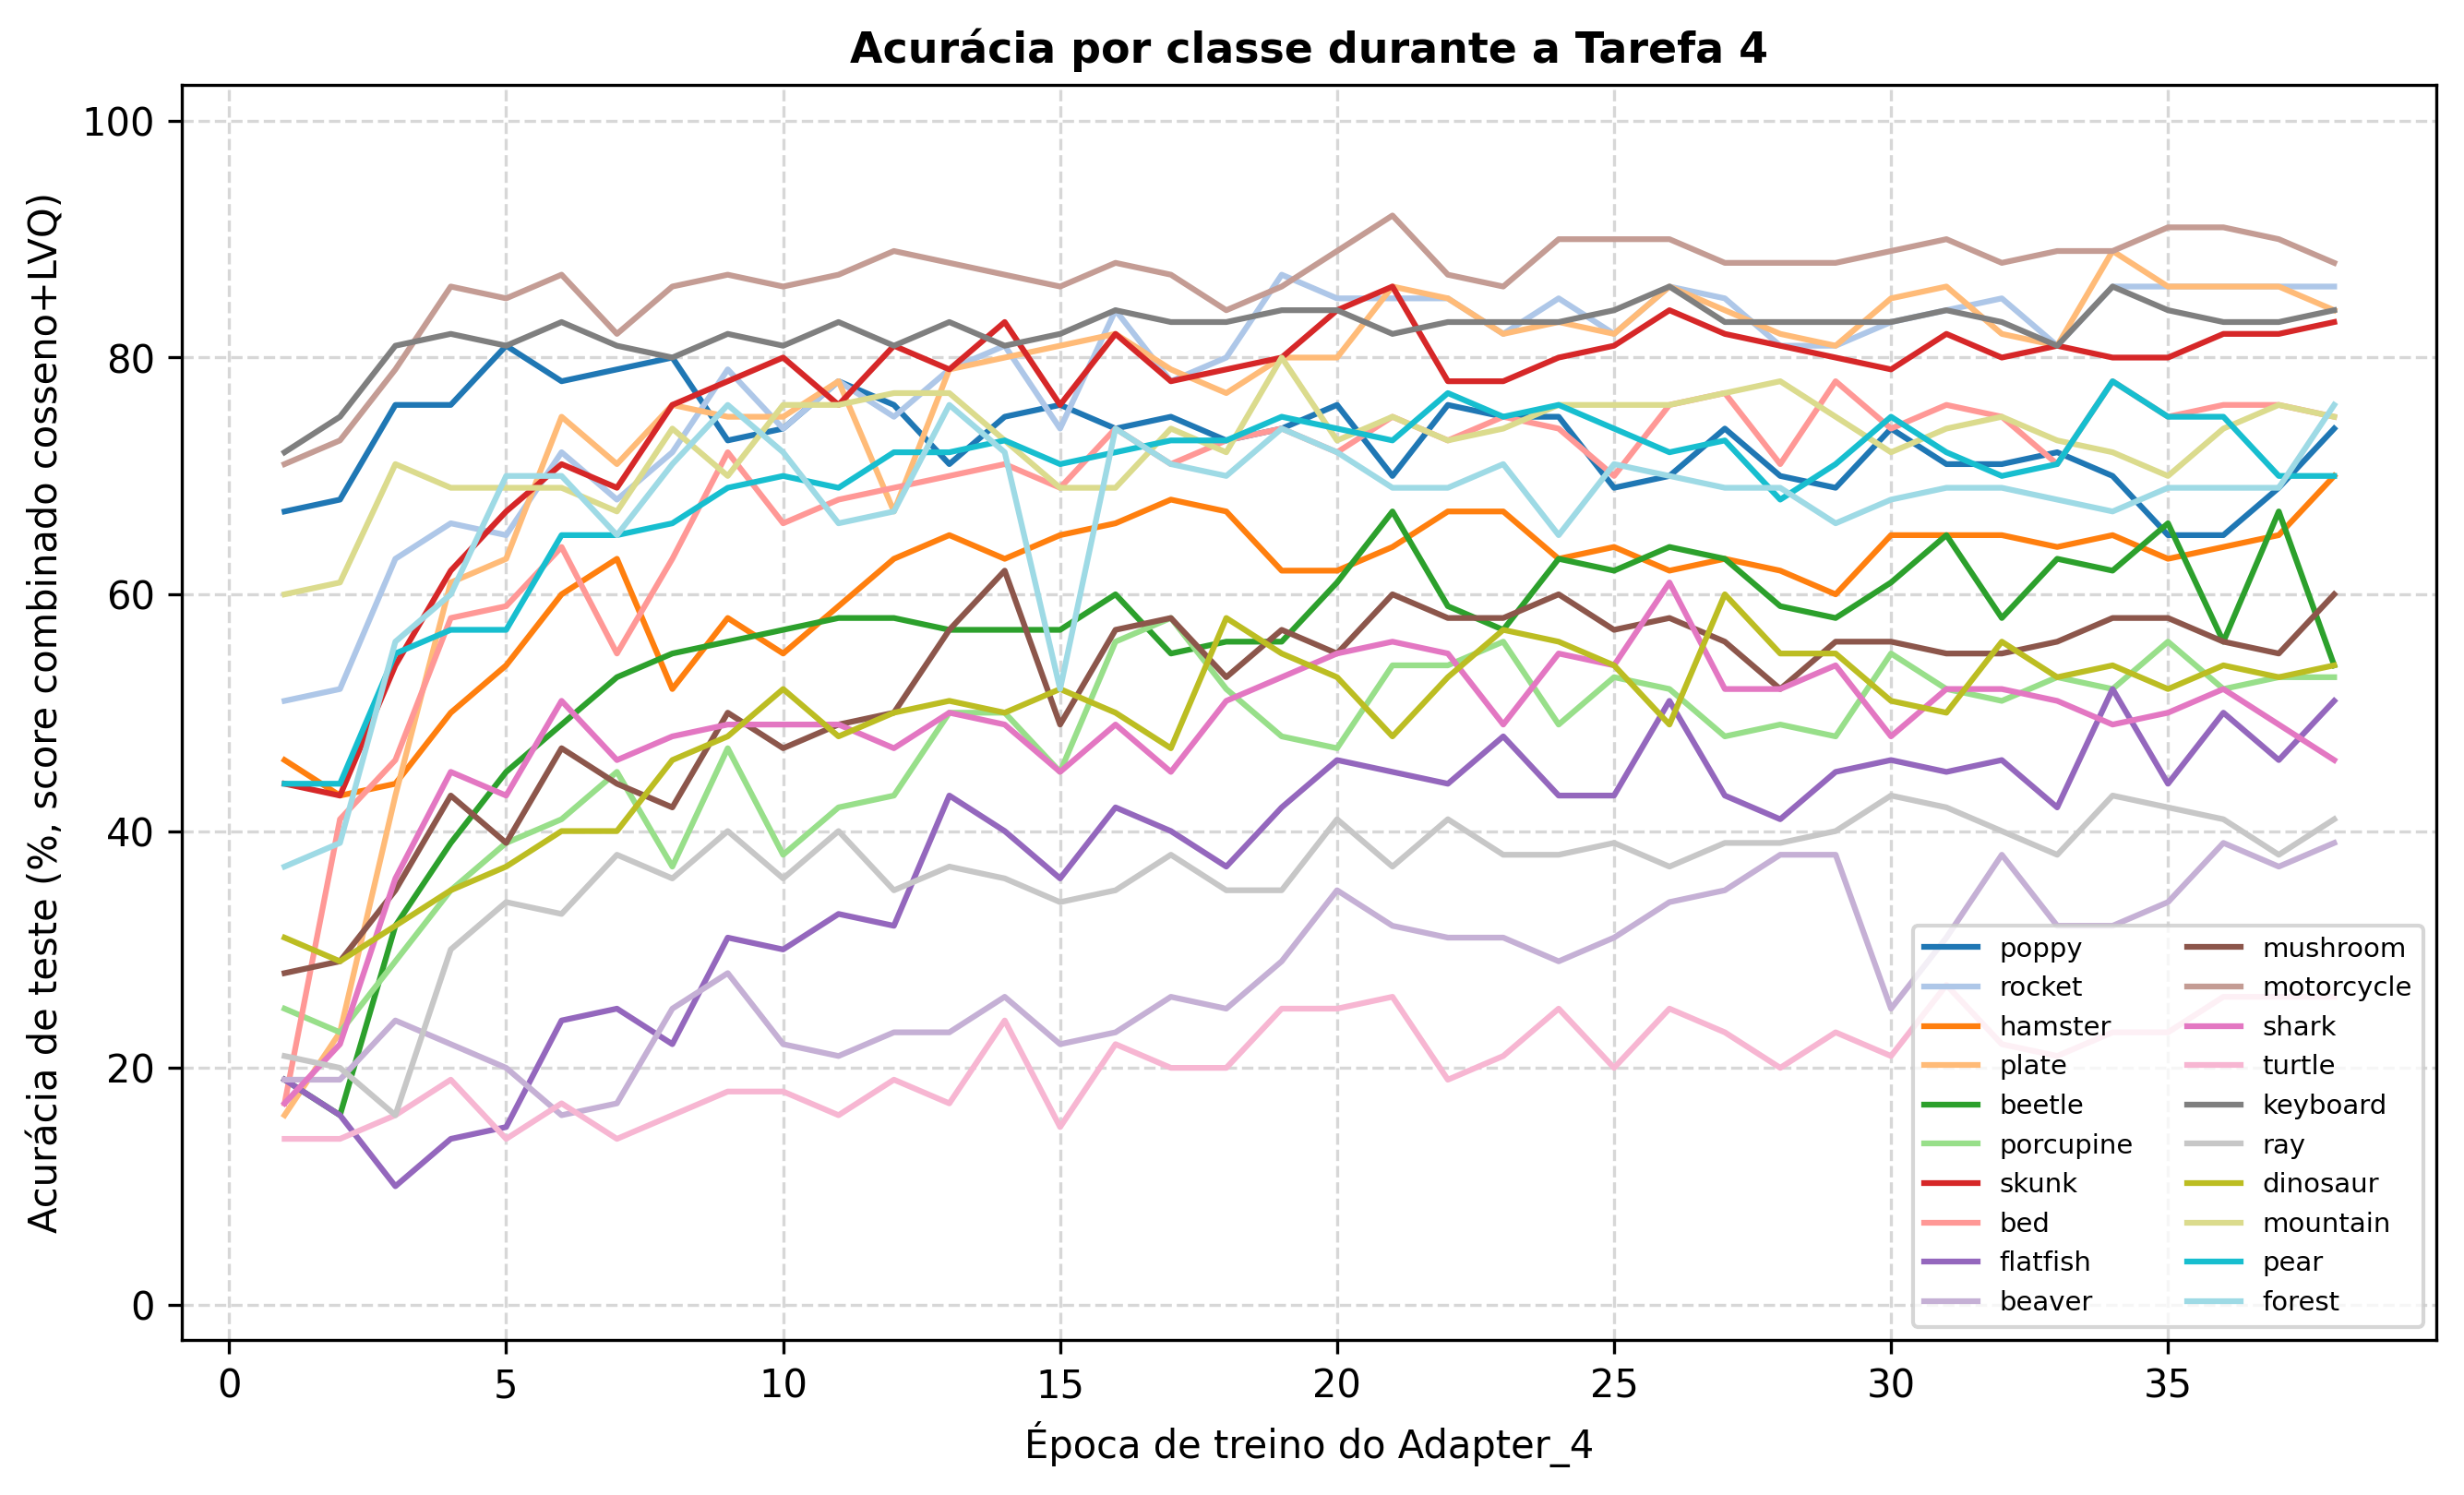 Acurácia por classe durante a Tarefa 4
Acurácia de teste (%, score combinado cosseno+LVQ)
100
80
60
40
20
0
0 5 10 15 20 25 30 35
Época de treino do Adapter_4
poppy
rocket
hamster
plate
beetle
porcupine
skunk
bed
flatfish
beaver
mushroom
motorcycle
shark
turtle
keyboard
ray
dinosaur
mountain
pear
forest